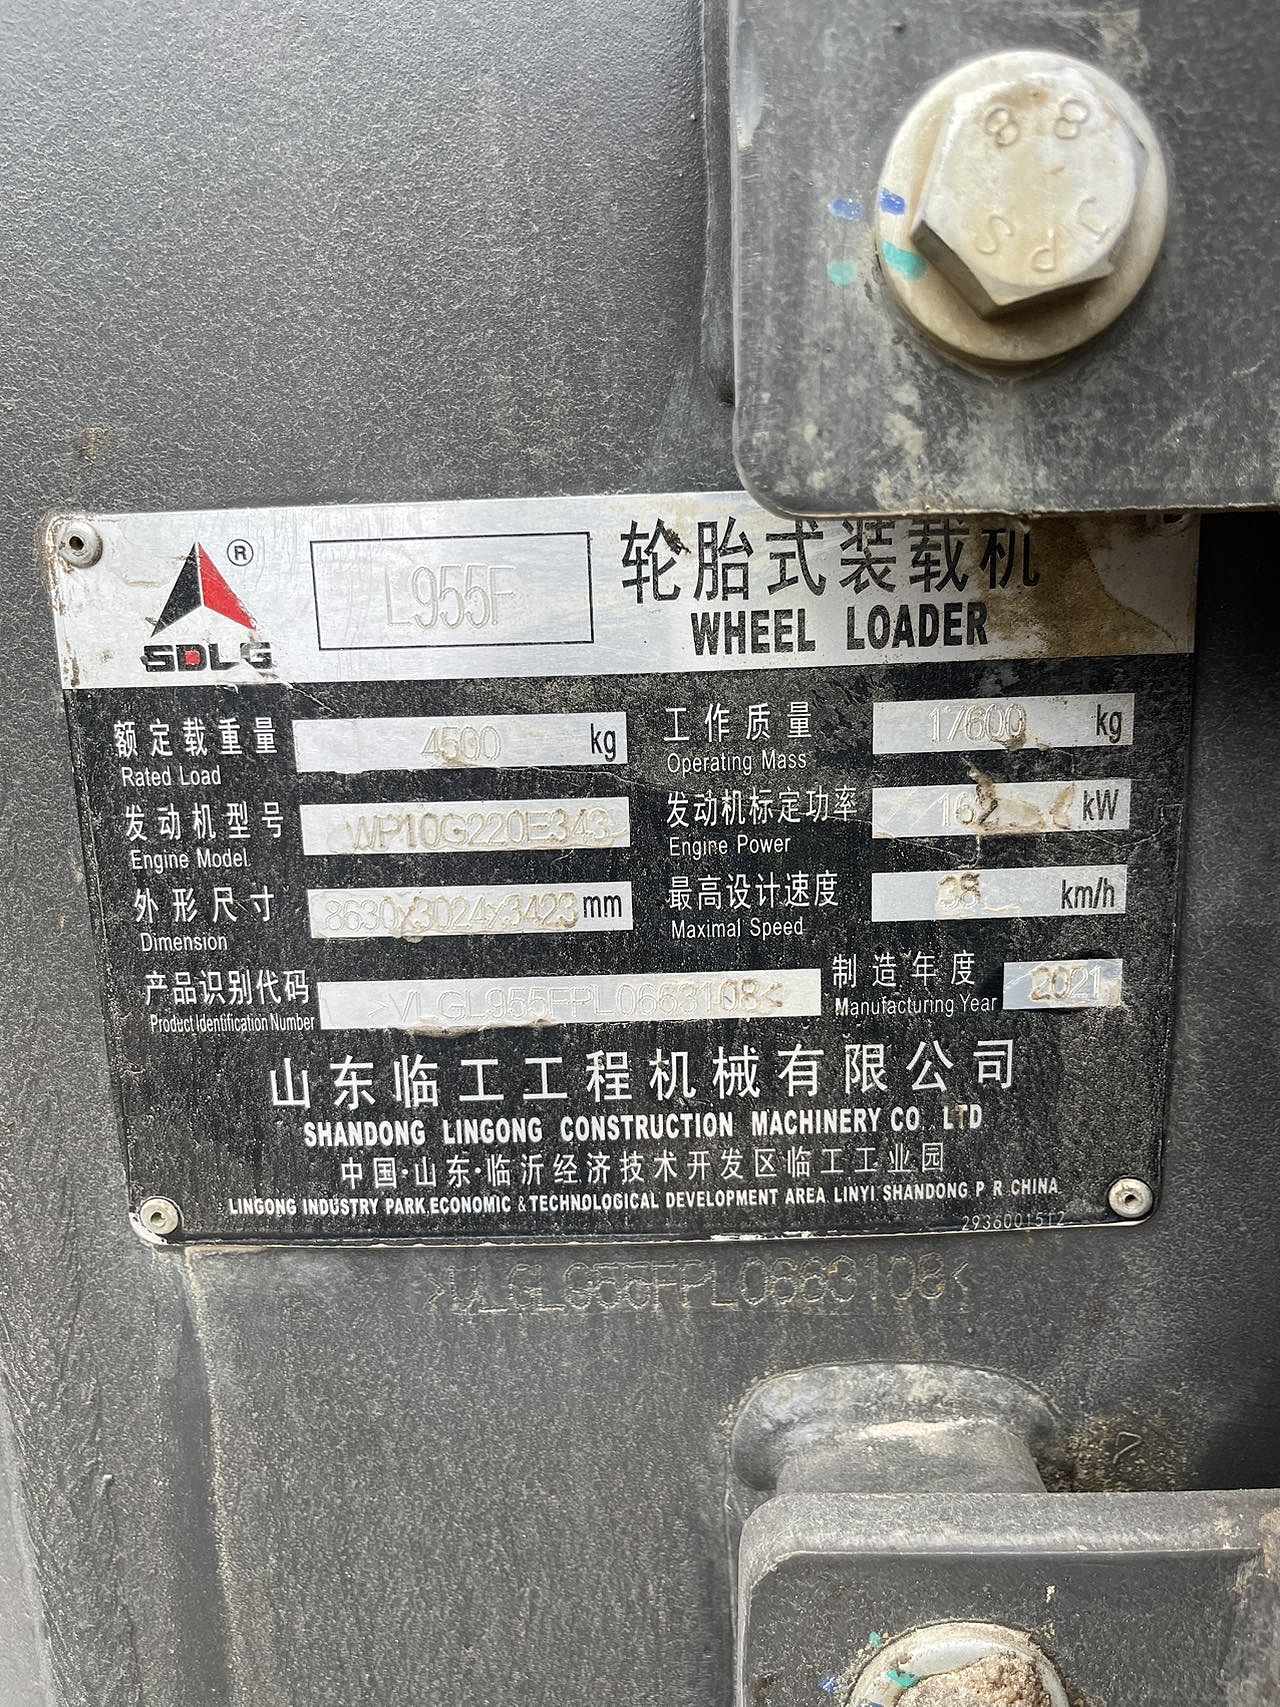 8 8
JPS
®
SDLG
L955F
轮胎式装载机
WHEEL LOADER
额定载重量 4500 kg
Rated Load
工作质量 17600 kg
Operating Mass
发动机型号 WP10G220E343
Engine Model
发动机标定功率 162 kW
Engine Power
外形尺寸 8630x3024x3423 mm
Dimension
最高设计速度 38 km/h
Maximal Speed
产品识别代码 >VLGL955FPL0663108<
Product Identification Number
制造年度 2021
Manufacturing Year
山东临工工程机械有限公司
SHANDONG LINGONG CONSTRUCTION MACHINERY CO. LTD
中国·山东·临沂经济技术开发区临工工业园
LINGONG INDUSTRY PARK.ECONOMIC & TECHNOLOGICAL DEVELOPMENT AREA LINYI SHANDONG P R CHINA
2936001512
>VLGL955FPL0663108<